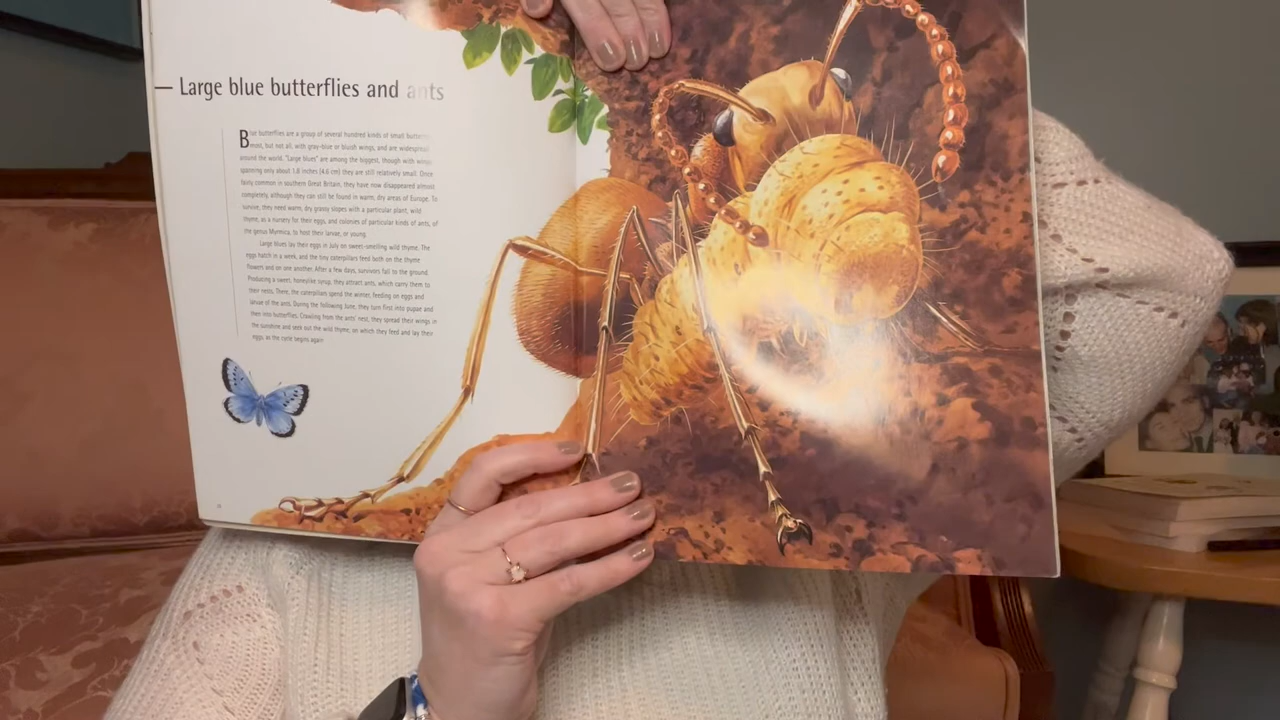 Large blue butterflies and ants
Blue butterflies are a group of several hundred kinds of small butterflies
most, but not all, with gray-blue or bluish wings, and are widespread
around the world. "Large blues" are among the biggest, though with wings
spanning only about 1.8 inches (4.6 cm) they are still relatively small. Once
fairly common in southern Great Britain, they have now disappeared almost
completely, although they can still be found in warm, dry areas of Europe. To
survive, they need warm, dry grassy slopes with a particular plant, wild
thyme, as a nursery for their eggs, and colonies of particular kinds of ants, of
the genus Myrmica, to host their larvae, or young.
Large blues lay their eggs in July on sweet-smelling wild thyme. The
eggs hatch in a week, and the tiny caterpillars feed both on the thyme
flowers and on one another. After a few days, survivors fall to the ground.
Producing a sweet, honeylike syrup, they attract ants, which carry them to
their nests. There, the caterpillars spend the winter, feeding on eggs and
larvae of the ants. During the following June, they turn first into pupae and
then into butterflies. Crawling from the ants' nest, they spread their wings in
the sunshine and seek out the wild thyme, on which they feed and lay their
eggs, as the cycle begins again